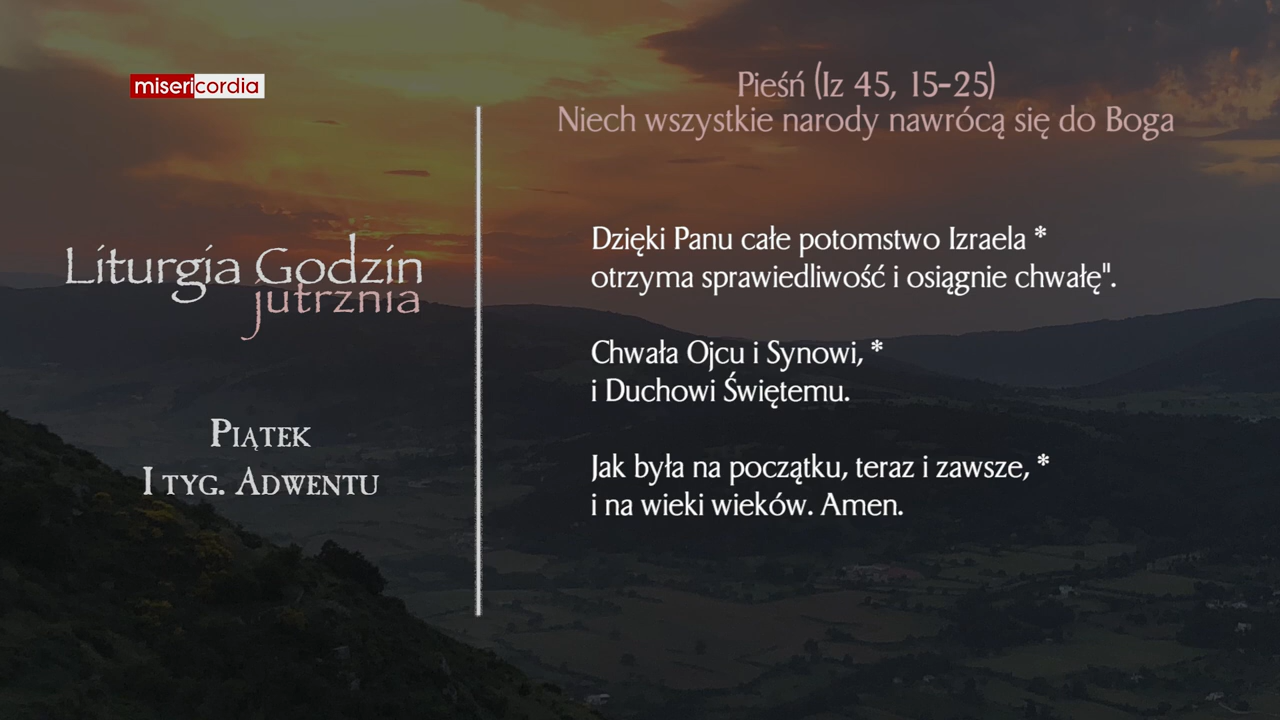 misericordia
Liturgia Godzin
jutrznia
Piątek
I tyg. Adwentu
Pieśń (Iz 45, 15-25)
Niech wszystkie narody nawrócą się do Boga
Dzięki Panu całe potomstwo Izraela *
otrzyma sprawiedliwość i osiągnie chwałę".
Chwała Ojcu i Synowi, *
i Duchowi Świętemu.
Jak była na początku, teraz i zawsze, *
i na wieki wieków. Amen.